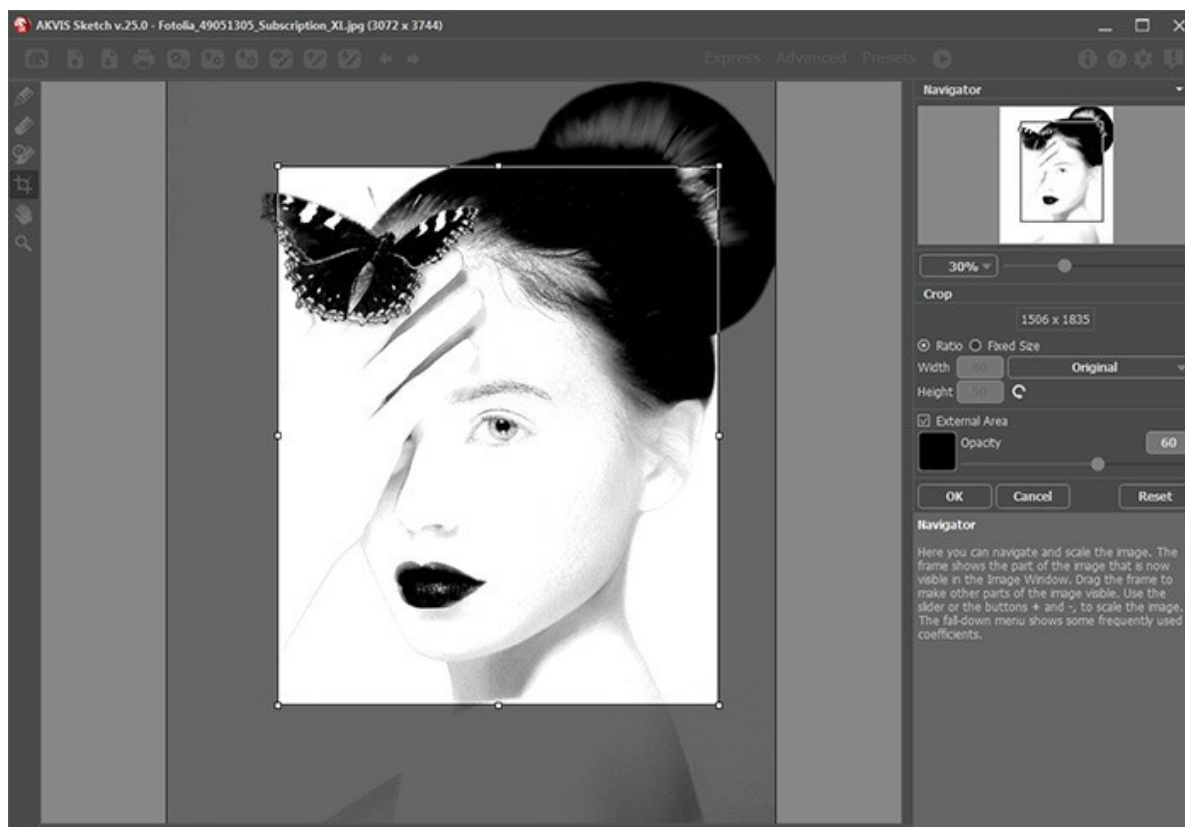 AKVIS Sketch v.25.0 - Fotolia_49051305_Subscription_XL.jpg (3072 x 3744)
Express Advanced Presets
Navigator
30%
Crop
1506 x 1835
Ratio Fixed Size
Width 40 Original
Height 50
External Area
Opacity 60
OK Cancel Reset
Navigator
Here you can navigate and scale the image. The
frame shows the part of the image that is now
visible in the Image Window. Drag the frame to
make other parts of the image visible. Use the
slider or the buttons + and -, to scale the image.
The fall-down menu shows some frequently used
coefficients.